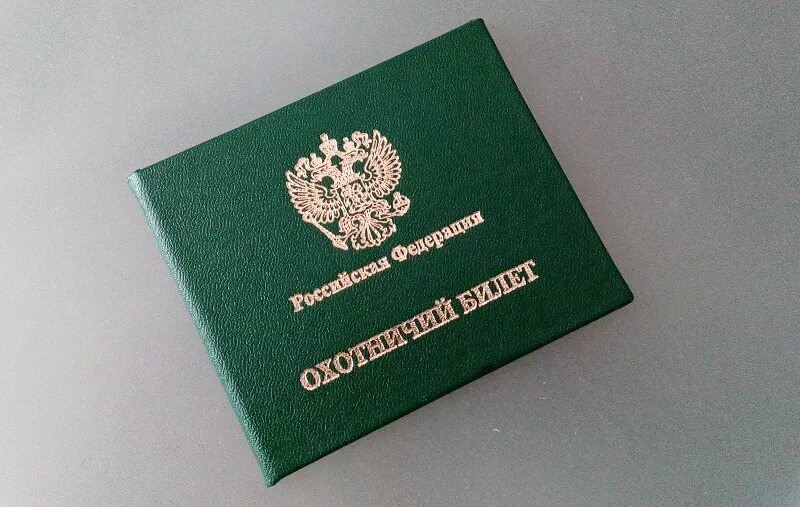 Российская Федерация
ОХОТНИЧИЙ БИЛЕТ